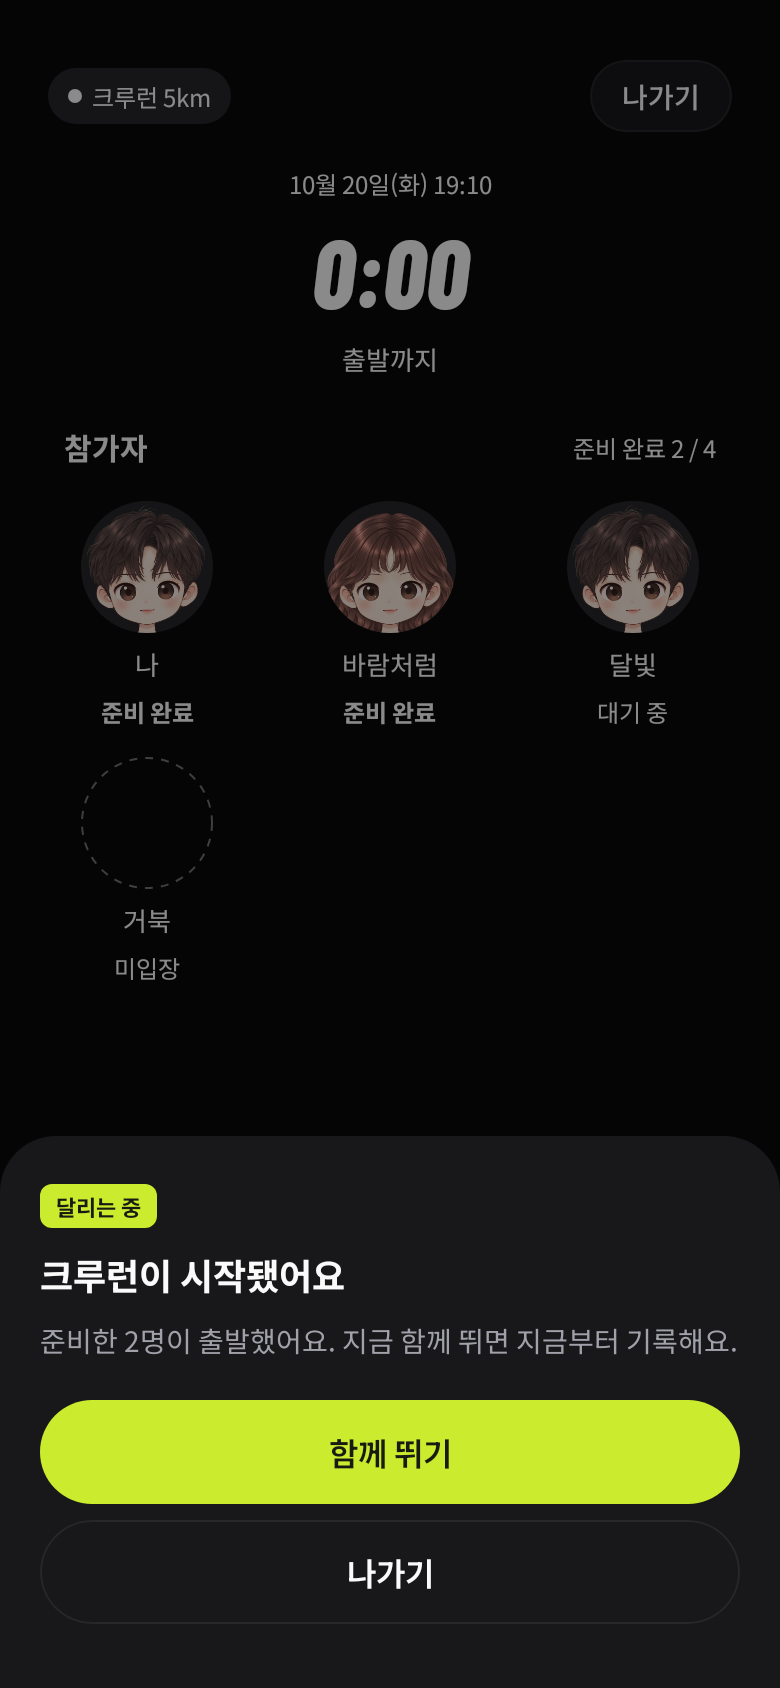 크루런 5km
나가기
10월 20일(화) 19:10
0:00
출발까지
참가자
준비 완료 2 / 4
나
바람처럼
달빛
준비 완료
준비 완료
대기 중
거북
미입장
달리는 중
크루런이 시작됐어요
준비한 2명이 출발했어요. 지금 함께 뛰면 지금부터 기록해요.
함께 뛰기
나가기